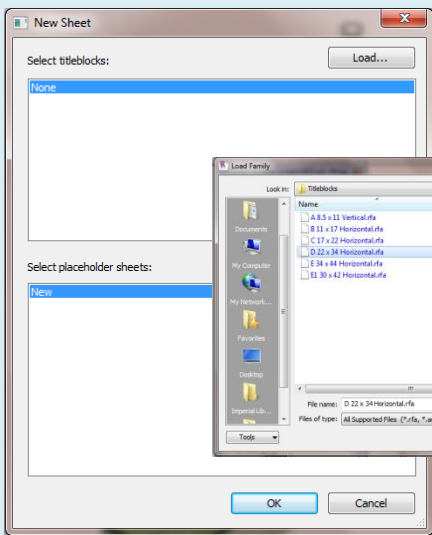 New Sheet
Select titleblocks:
Load...
None
Load Family
Look in:
Titleblocks
Name
Documents
My Computer
My Network...
Favorites
Desktop
Imperial Lib...
A 8.5 x 11 Vertical.rfa
B 11 x 17 Horizontal.rfa
C 17 x 22 Horizontal.rfa
D 22 x 34 Horizontal.rfa
E 34 x 44 Horizontal.rfa
E1 30 x 42 Horizontal.rfa
File name:
D 22 x 34 Horizontal.rfa
Files of type:
All Supported Files (*.rfa, *.a
Tools
Select placeholder sheets:
New
OK
Cancel